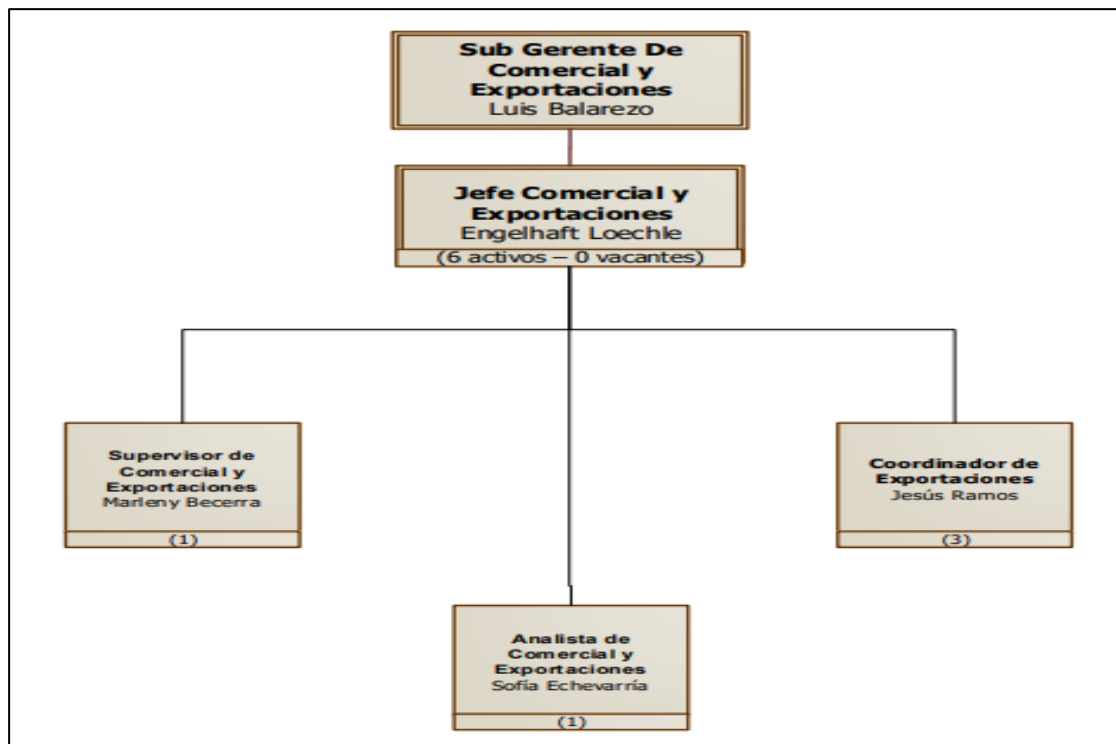 Sub Gerente De
Comercial y
Exportaciones
Luis Balarezo
Jefe Comercial y
Exportaciones
Engelhaft Loechle
(6 activos – 0 vacantes)
Supervisor de
Comercial y
Exportaciones
Marleny Becerra
(1)
Coordinador de
Exportaciones
Jesús Ramos
(3)
Analista de
Comercial y
Exportaciones
Sofía Echevarría
(1)